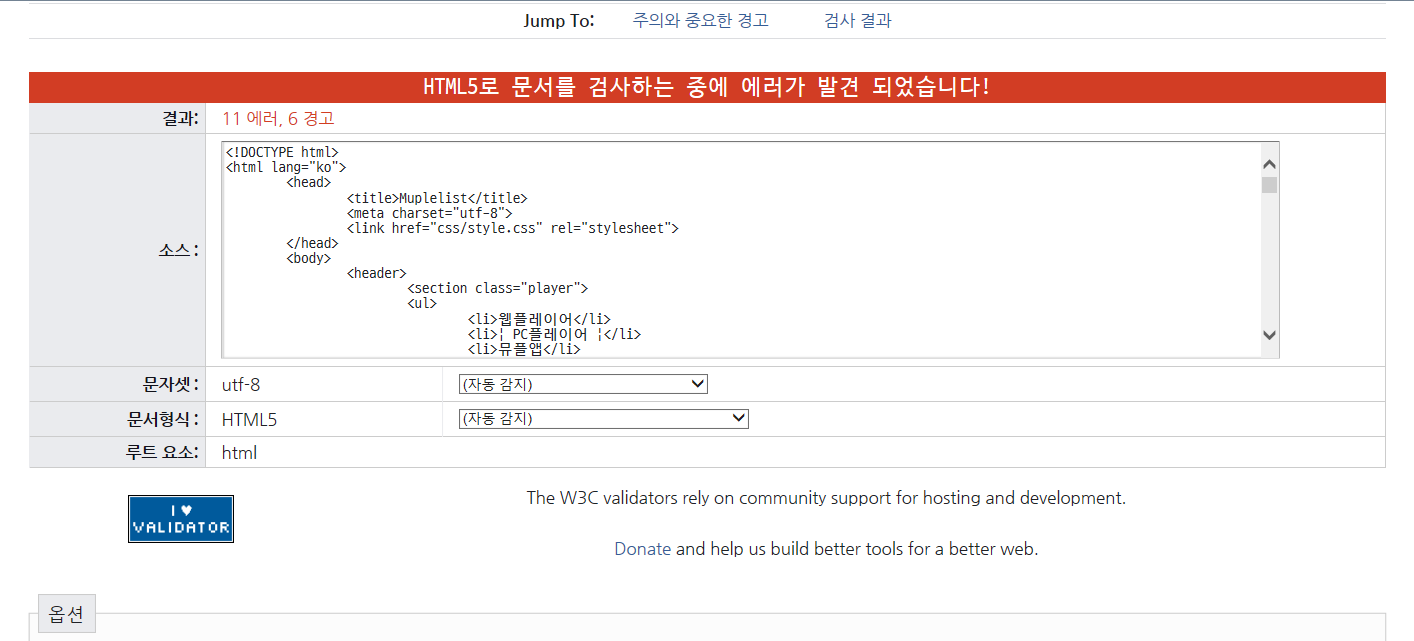 Jump To: 주의와 중요한 경고 검사 결과
HTML5로 문서를 검사하는 중에 에러가 발견 되었습니다!
결과: 11 에러, 6 경고
소스 :
<!DOCTYPE html>
<html lang="ko">
<head>
<title>Muplelist</title>
<meta charset="utf-8">
<link href="css/style.css" rel="stylesheet">
</head>
<body>
<header>
<section class="player">
<ul>
<li>웹플레이어</li>
<li>¦ PC플레이어 ¦</li>
<li>뮤플앱</li>
문자셋 : utf-8 (자동 감지)
문서형식 : HTML5 (자동 감지)
루트 요소: html
I ♥
VALIDATOR
The W3C validators rely on community support for hosting and development.
Donate and help us build better tools for a better web.
옵션